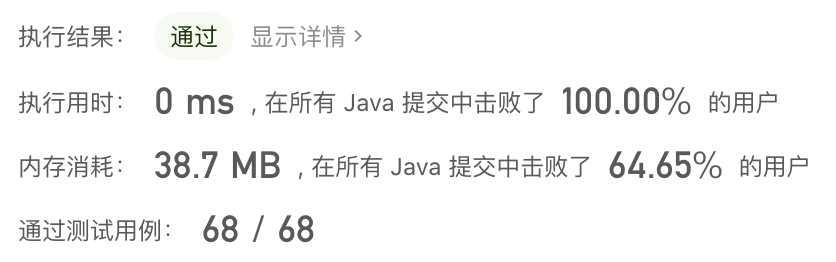 执行结果： 通过 显示详情 >
执行用时： 0 ms , 在所有 Java 提交中击败了 100.00% 的用户
内存消耗： 38.7 MB , 在所有 Java 提交中击败了 64.65% 的用户
通过测试用例： 68 / 68